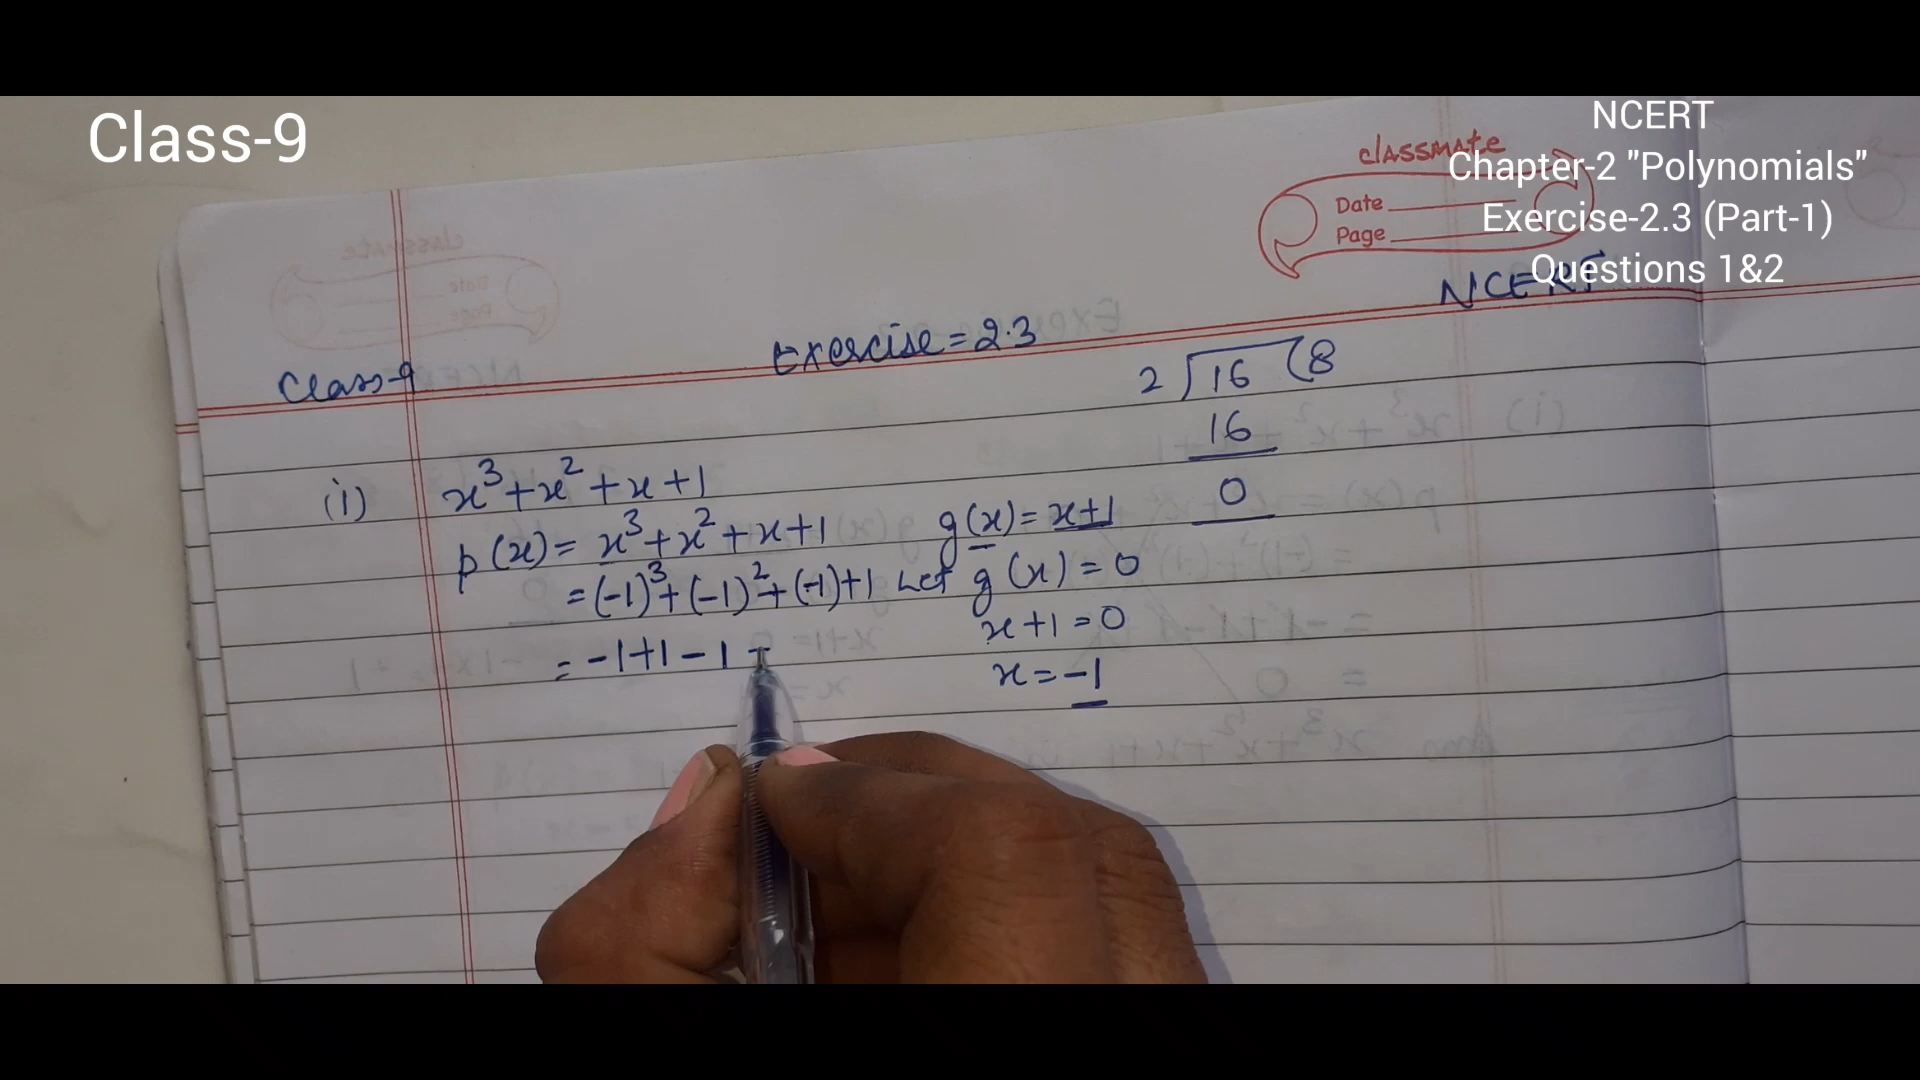 Class-9
NCERT
Chapter-2 "Polynomials"
Exercise-2.3 (Part-1)
Questions 1&2
classmate
Date
Page
NCERT
Exercise = 2.3
Class-9
2 ) 16 ( 8
16
0
(i) x³+x²+x+1
p(x) = x³+x²+x+1 g(x) = x+1
= (-1)³+(-1)²+(-1)+1 Let g(x) = 0
x+1 = 0
= -1+1-1
x = -1